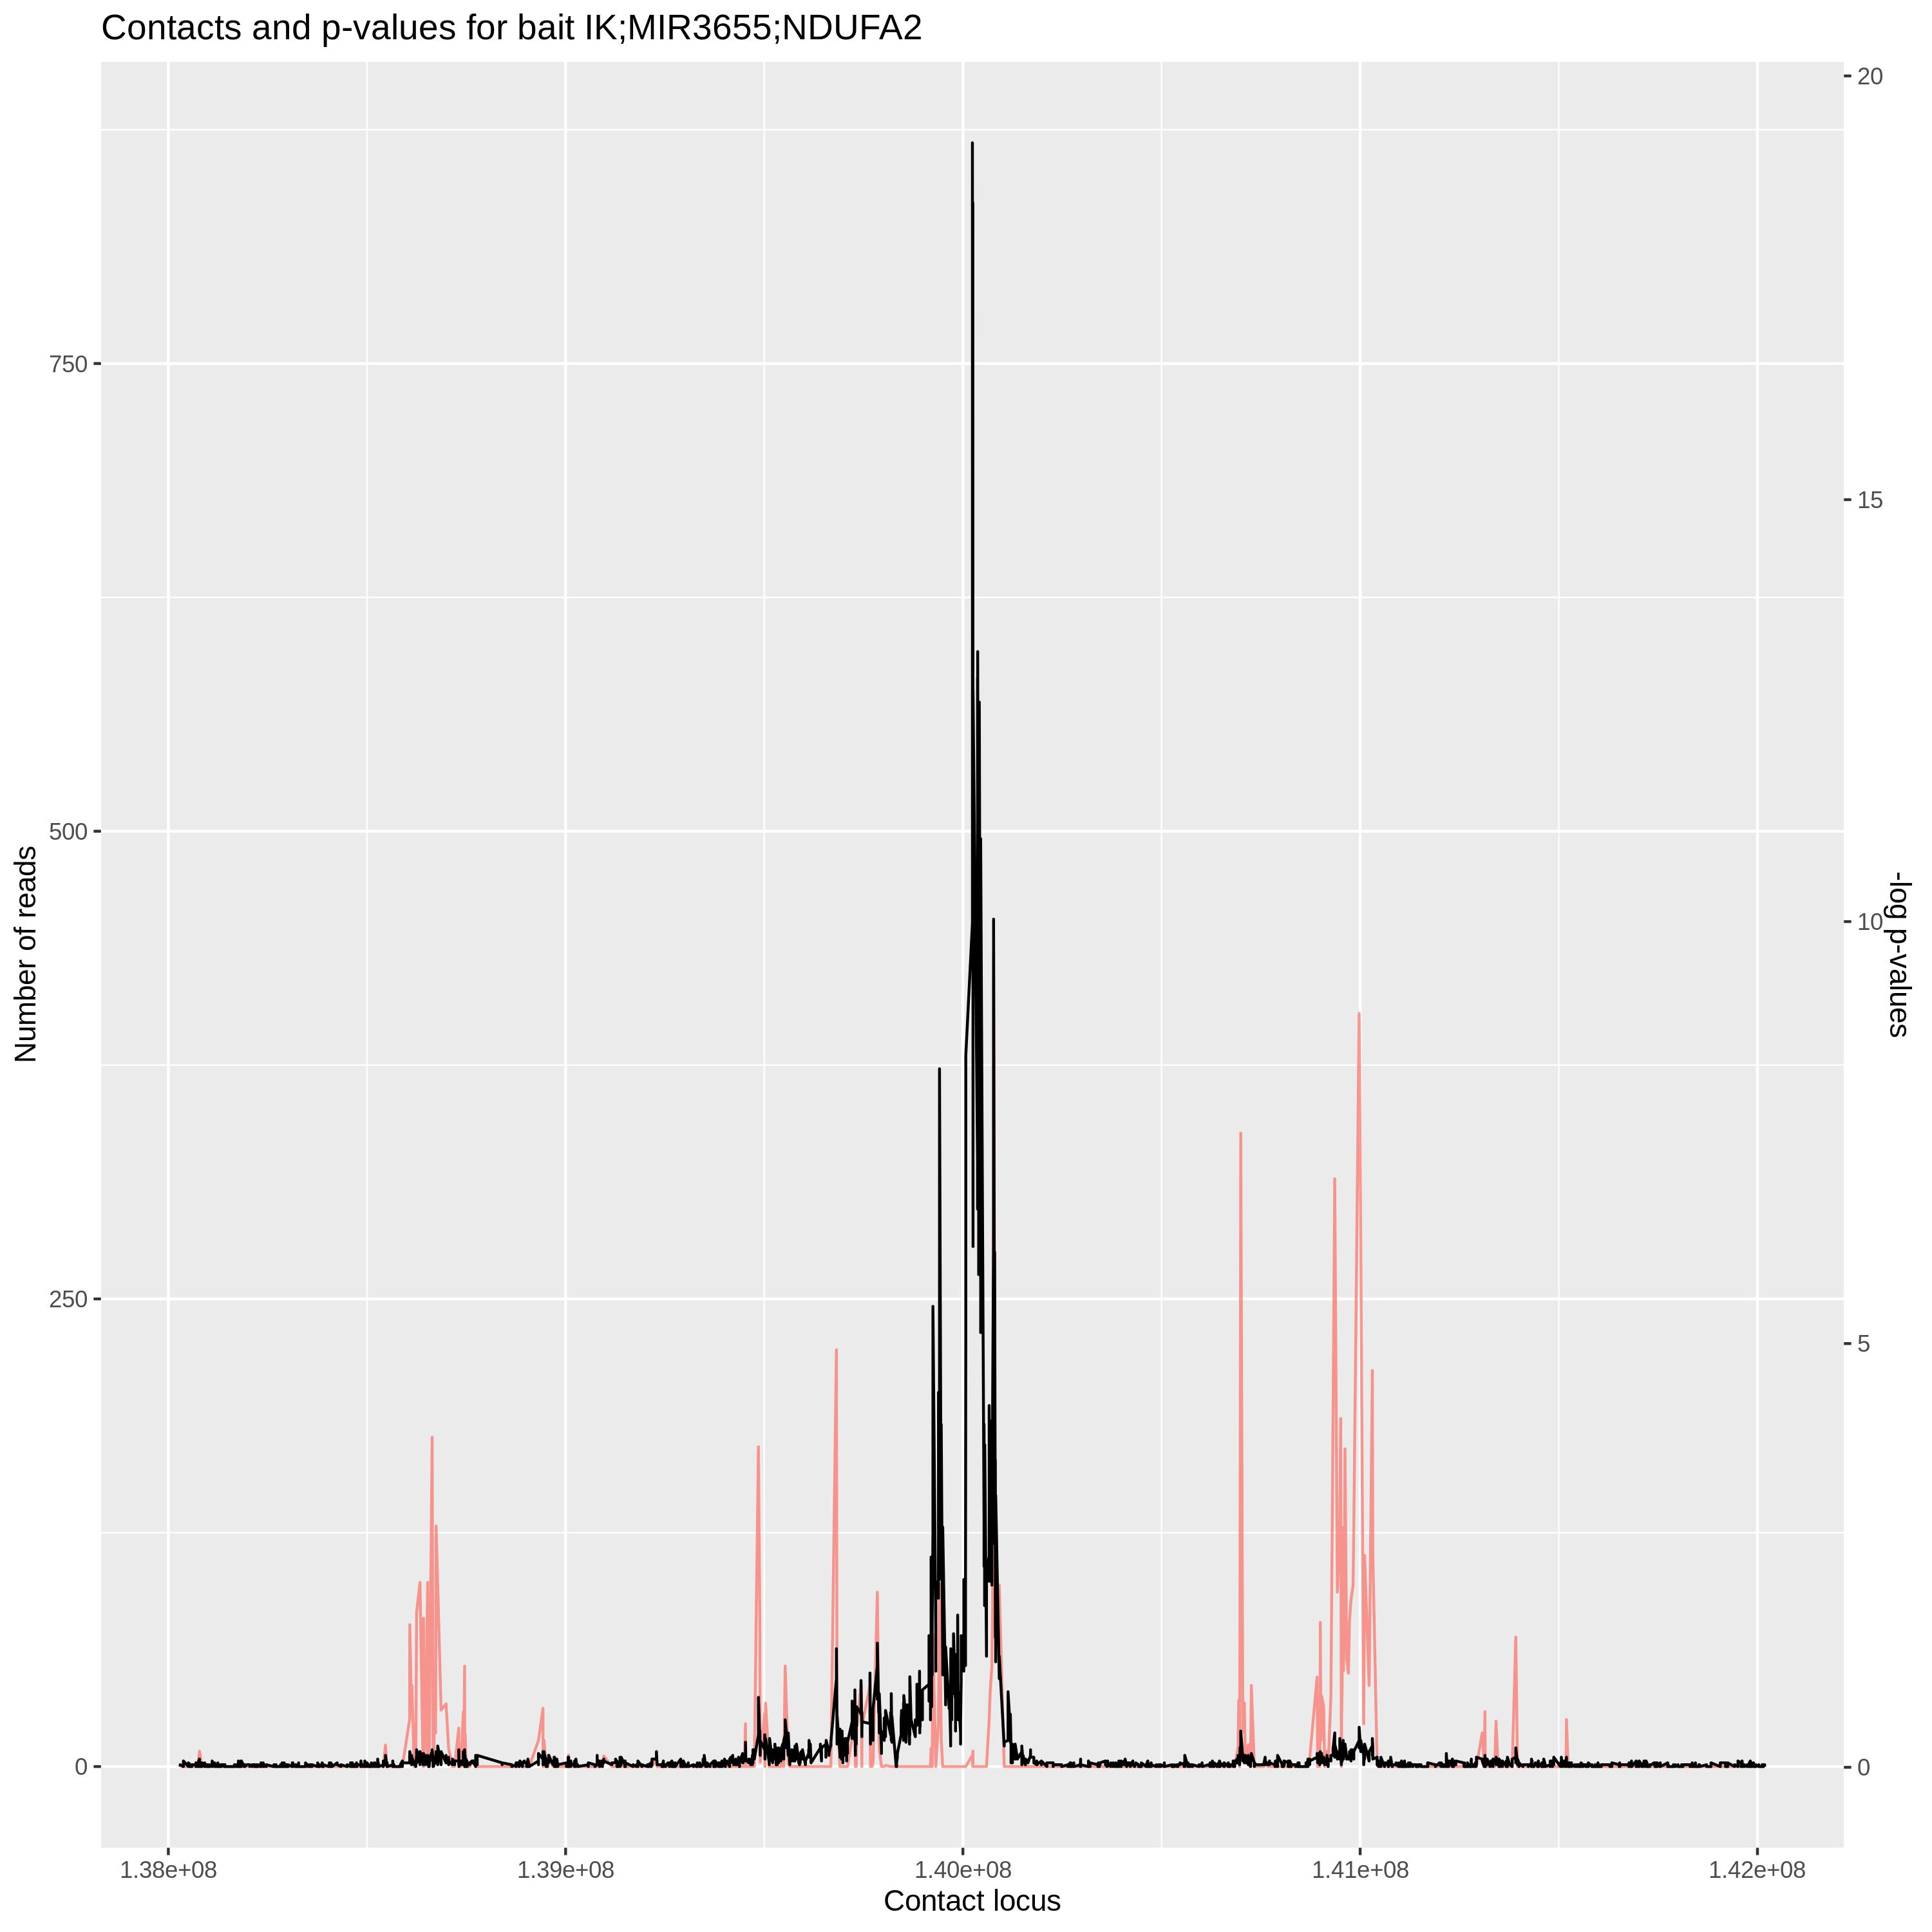 Contacts and p-values for bait IK;MIR3655;NDUFA2
Number of reads
750
500
250
0
20
15
10
5
0
-log p-values
1.38e+08
1.39e+08
1.40e+08
1.41e+08
1.42e+08
Contact locus